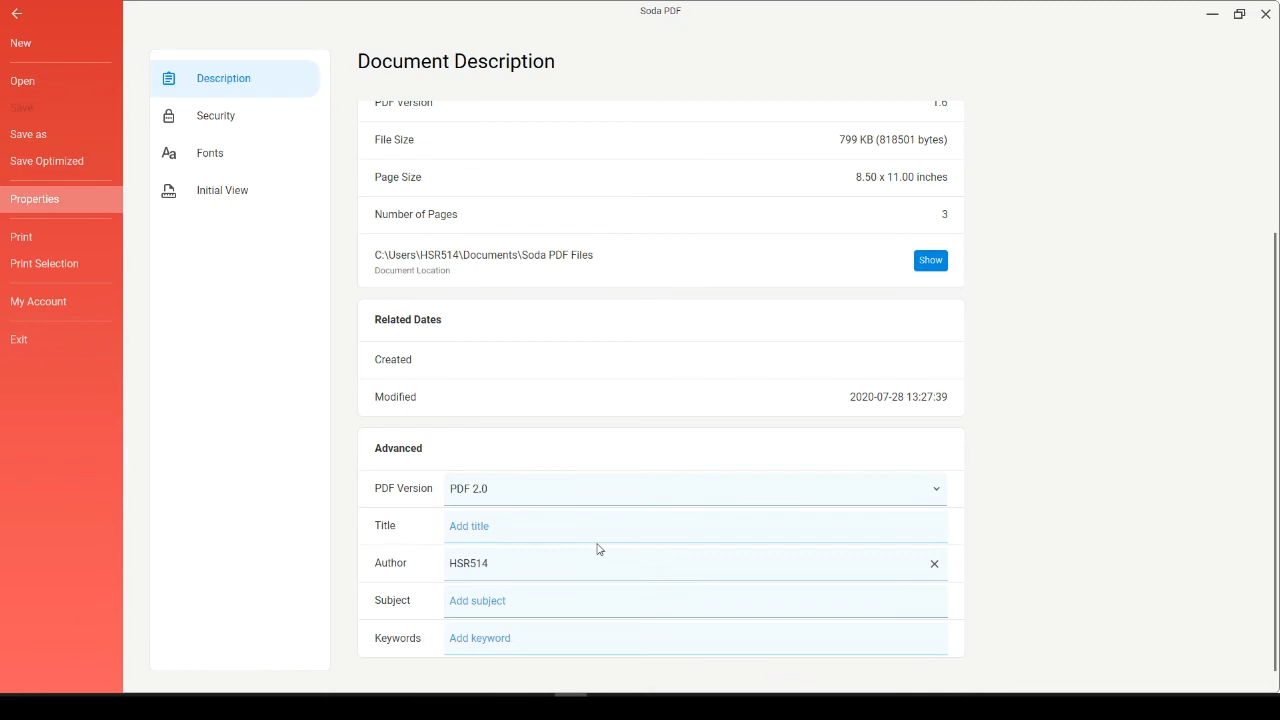 Soda PDF
New
Open
Save
Save as
Save Optimized
Properties
Print
Print Selection
My Account
Exit
Description
Security
Fonts
Initial View
Document Description
PDF Version 1.6
File Size 799 KB (818501 bytes)
Page Size 8.50 x 11.00 inches
Number of Pages 3
C:\Users\HSR514\Documents\Soda PDF Files
Document Location
Show
Related Dates
Created
Modified 2020-07-28 13:27:39
Advanced
PDF Version PDF 2.0
Title Add title
Author HSR514
Subject Add subject
Keywords Add keyword